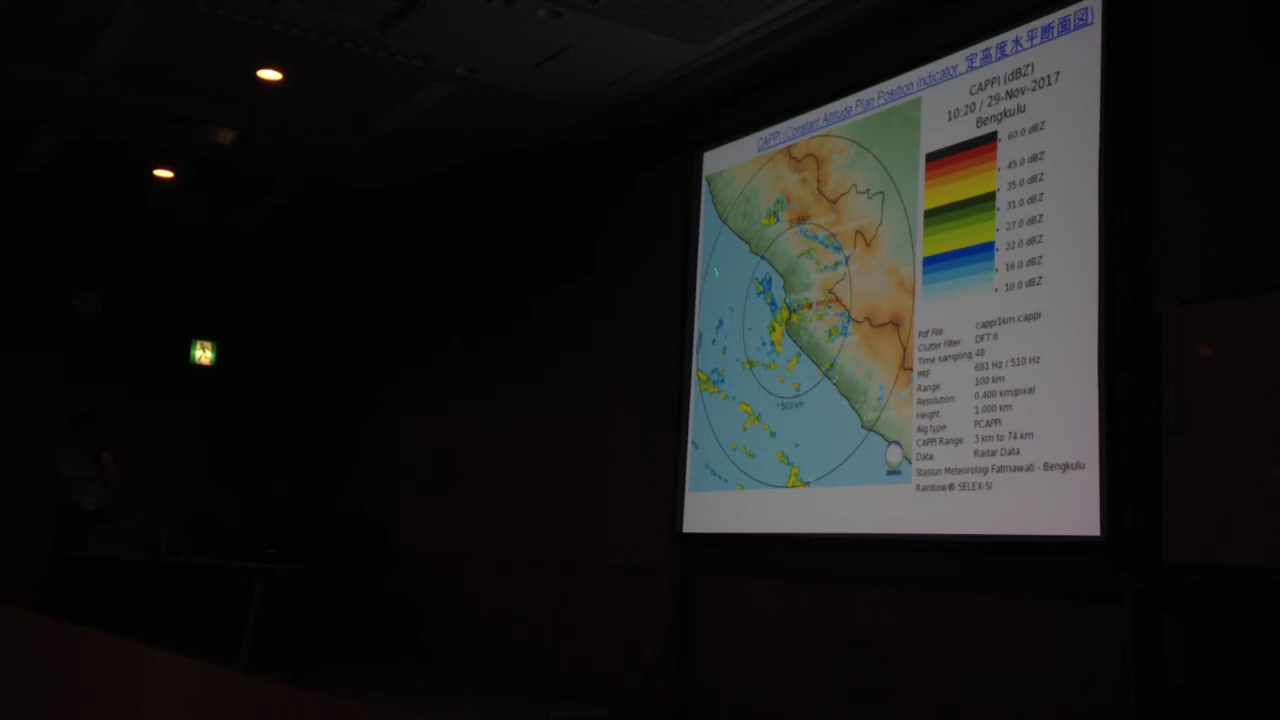 CAPPI (Constant Altitude Plan Position Indicator 定高度水平断面図)
CAPPI (dBZ)
10:20 / 29-Nov-2017
Bengkulu
60.0 dBZ
45.0 dBZ
35.0 dBZ
31.0 dBZ
27.0 dBZ
22.0 dBZ
16.0 dBZ
10.0 dBZ
50.0 km
Pdf File: cappi1km.cappi
Clutter filter: DFT 6
Time sampling: 48
PRF: 681 Hz / 510 Hz
Range: 100 km
Resolution: 0.400 km/pixel
Height: 1.000 km
Alg type: PCAPPI
CAPPI Range: 3 km to 74 km
Data: Radar Data
Stasiun Meteorologi Fatmawati - Bengkulu
Rainbow® SELEX-SI